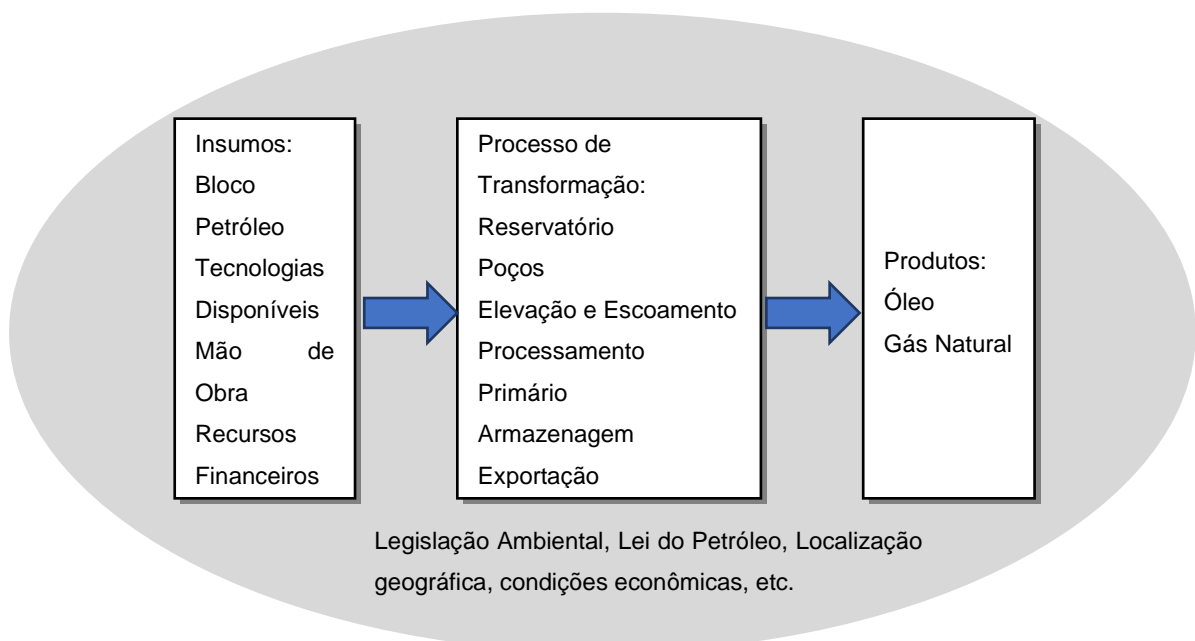 Insumos:
Bloco
Petróleo
Tecnologias
Disponíveis
Mão de
Obra
Recursos
Financeiros
Processo de
Transformação:
Reservatório
Poços
Elevação e Escoamento
Processamento
Primário
Armazenagem
Exportação
Produtos:
Óleo
Gás Natural
Legislação Ambiental, Lei do Petróleo, Localização
geográfica, condições econômicas, etc.